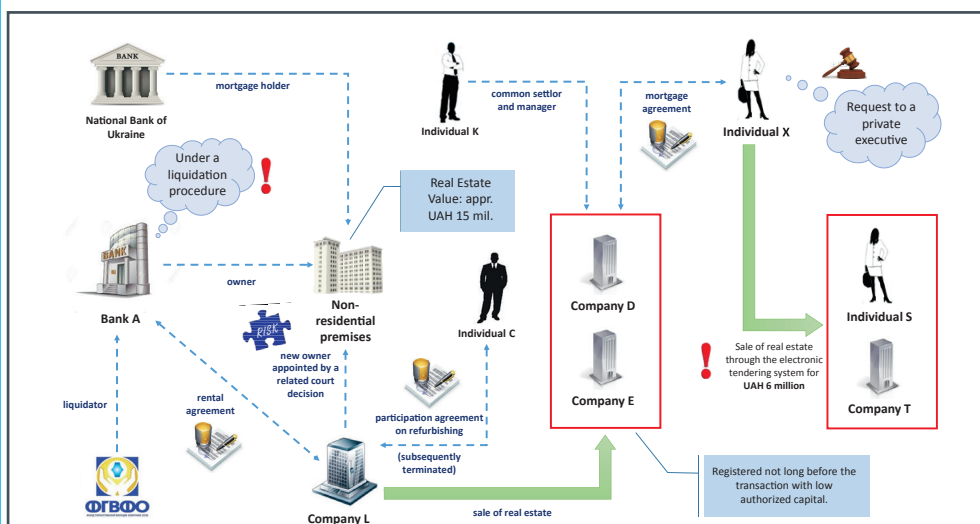 BANK
National Bank of
Ukraine
mortgage holder
Individual K
common settlor
and manager
mortgage
agreement
Individual X
Request to a
private
executive
Under a
liquidation
procedure
Real Estate
Value: appr.
UAH 15 mil.
BANK
Bank A
owner
Non-
residential
premises
Individual C
Company D
Company E
Individual S
Company T
Sale of real estate
through the electronic
tendering system for
UAH 6 million
RISK
new owner
appointed by a
related court
decision
liquidator
rental
agreement
participation agreement
on refurbishing
(subsequently
terminated)
ФГВФО
Company L
sale of real estate
Registered not long before the
transaction with low
authorized capital.